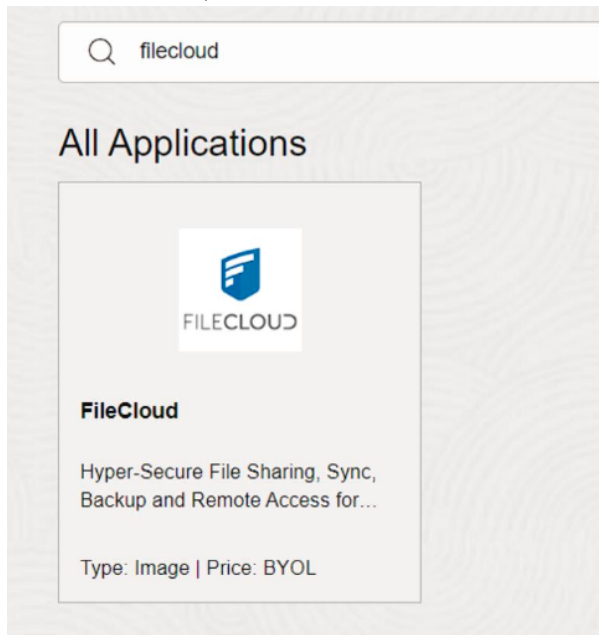 filecloud
All Applications
FILECLOUD
FileCloud
Hyper-Secure File Sharing, Sync,
Backup and Remote Access for...
Type: Image | Price: BYOL